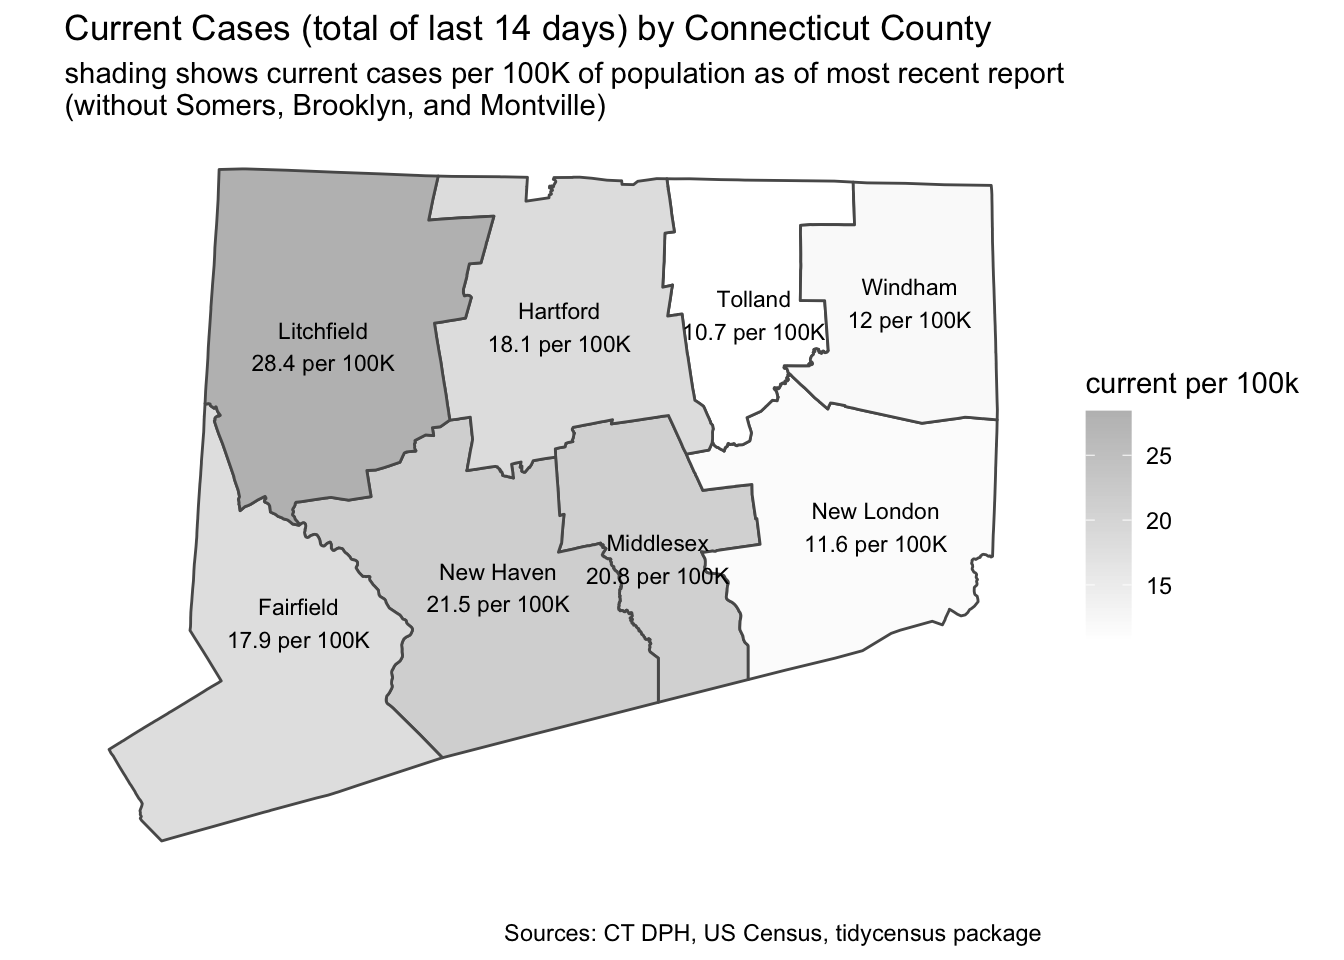 Current Cases (total of last 14 days) by Connecticut County
shading shows current cases per 100K of population as of most recent report
(without Somers, Brooklyn, and Montville)
Litchfield
28.4 per 100K
Hartford
18.1 per 100K
Tolland
10.7 per 100K
Windham
12 per 100K
New London
11.6 per 100K
Middlesex
20.8 per 100K
New Haven
21.5 per 100K
Fairfield
17.9 per 100K
current per 100k
25
20
15
Sources: CT DPH, US Census, tidycensus package